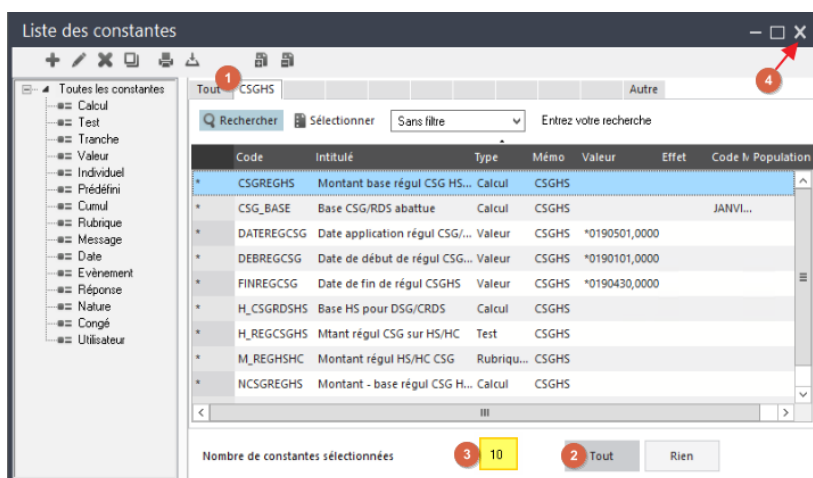 Liste des constantes
4
1
Toutes les constantes
Calcul
Test
Tranche
Valeur
Individuel
Prédéfini
Cumul
Rubrique
Message
Date
Evènement
Réponse
Nature
Congé
Utilisateur
Tout CSGHS Autre
Rechercher Sélectionner Sans filtre Entrez votre recherche
Code Intitulé Type Mémo Valeur Effet Code M Population
* CSGREGHS Montant base régul CSG HS... Calcul CSGHS
* CSG_BASE Base CSG/RDS abattue Calcul CSGHS JANVI...
* DATEREGCSG Date application régul CSG/... Valeur CSGHS *0190501,0000
* DEBREGCSG Date de début de régul CSG... Valeur CSGHS *0190101,0000
* FINREGCSG Date de fin de régul CSGHS Valeur CSGHS *0190430,0000
* H_CSGRDSHS Base HS pour DSG/CRDS Calcul CSGHS
* H_REGCSGHS Mtant régul CSG sur HS/HC Test CSGHS
* M_REGHSHC Montant régul HS/HC CSG Rubriqu... CSGHS
* NCSGREGHS Montant - base régul CSG H... Calcul CSGHS
Nombre de constantes sélectionnées 3 10 2 Tout Rien